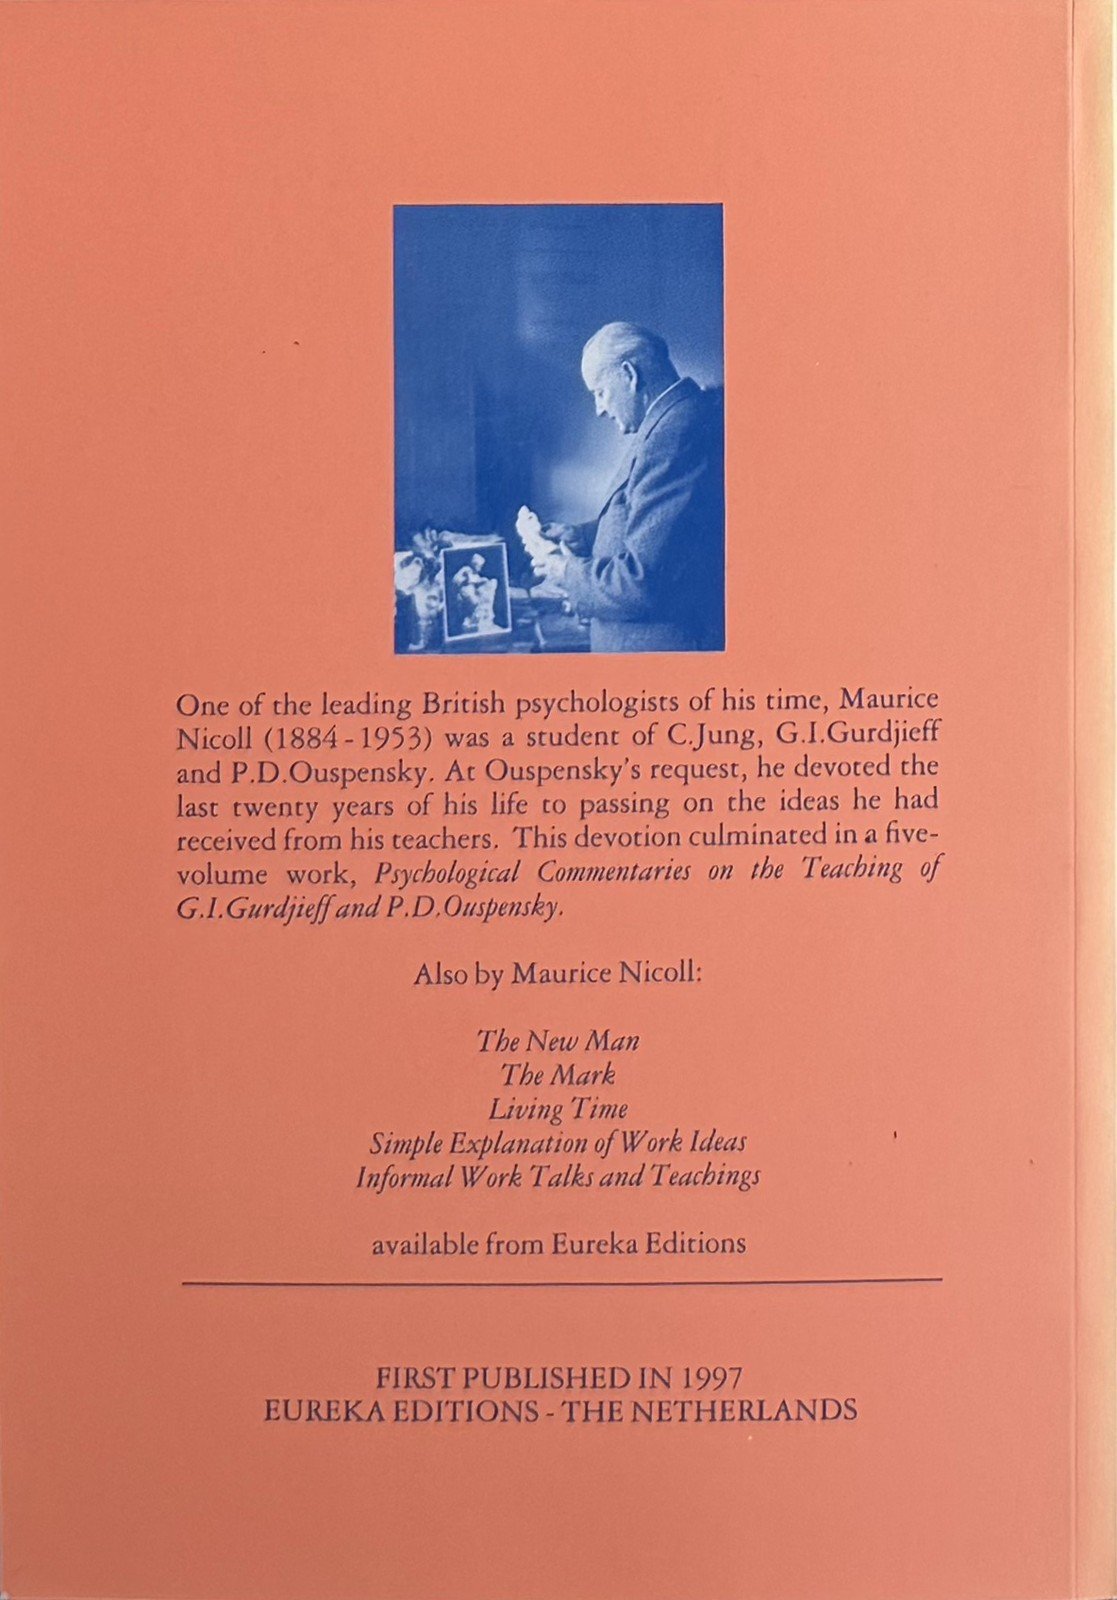 One of the leading British psychologists of his time, Maurice
Nicoll (1884-1953) was a student of C.Jung, G.I.Gurdjieff
and P.D.Ouspensky. At Ouspensky's request, he devoted the
last twenty years of his life to passing on the ideas he had
received from his teachers. This devotion culminated in a five-
volume work, Psychological Commentaries on the Teaching of
G.I.Gurdjieff and P.D.Ouspensky.
Also by Maurice Nicoll:
The New Man
The Mark
Living Time
Simple Explanation of Work Ideas
Informal Work Talks and Teachings
available from Eureka Editions
FIRST PUBLISHED IN 1997
EUREKA EDITIONS - THE NETHERLANDS